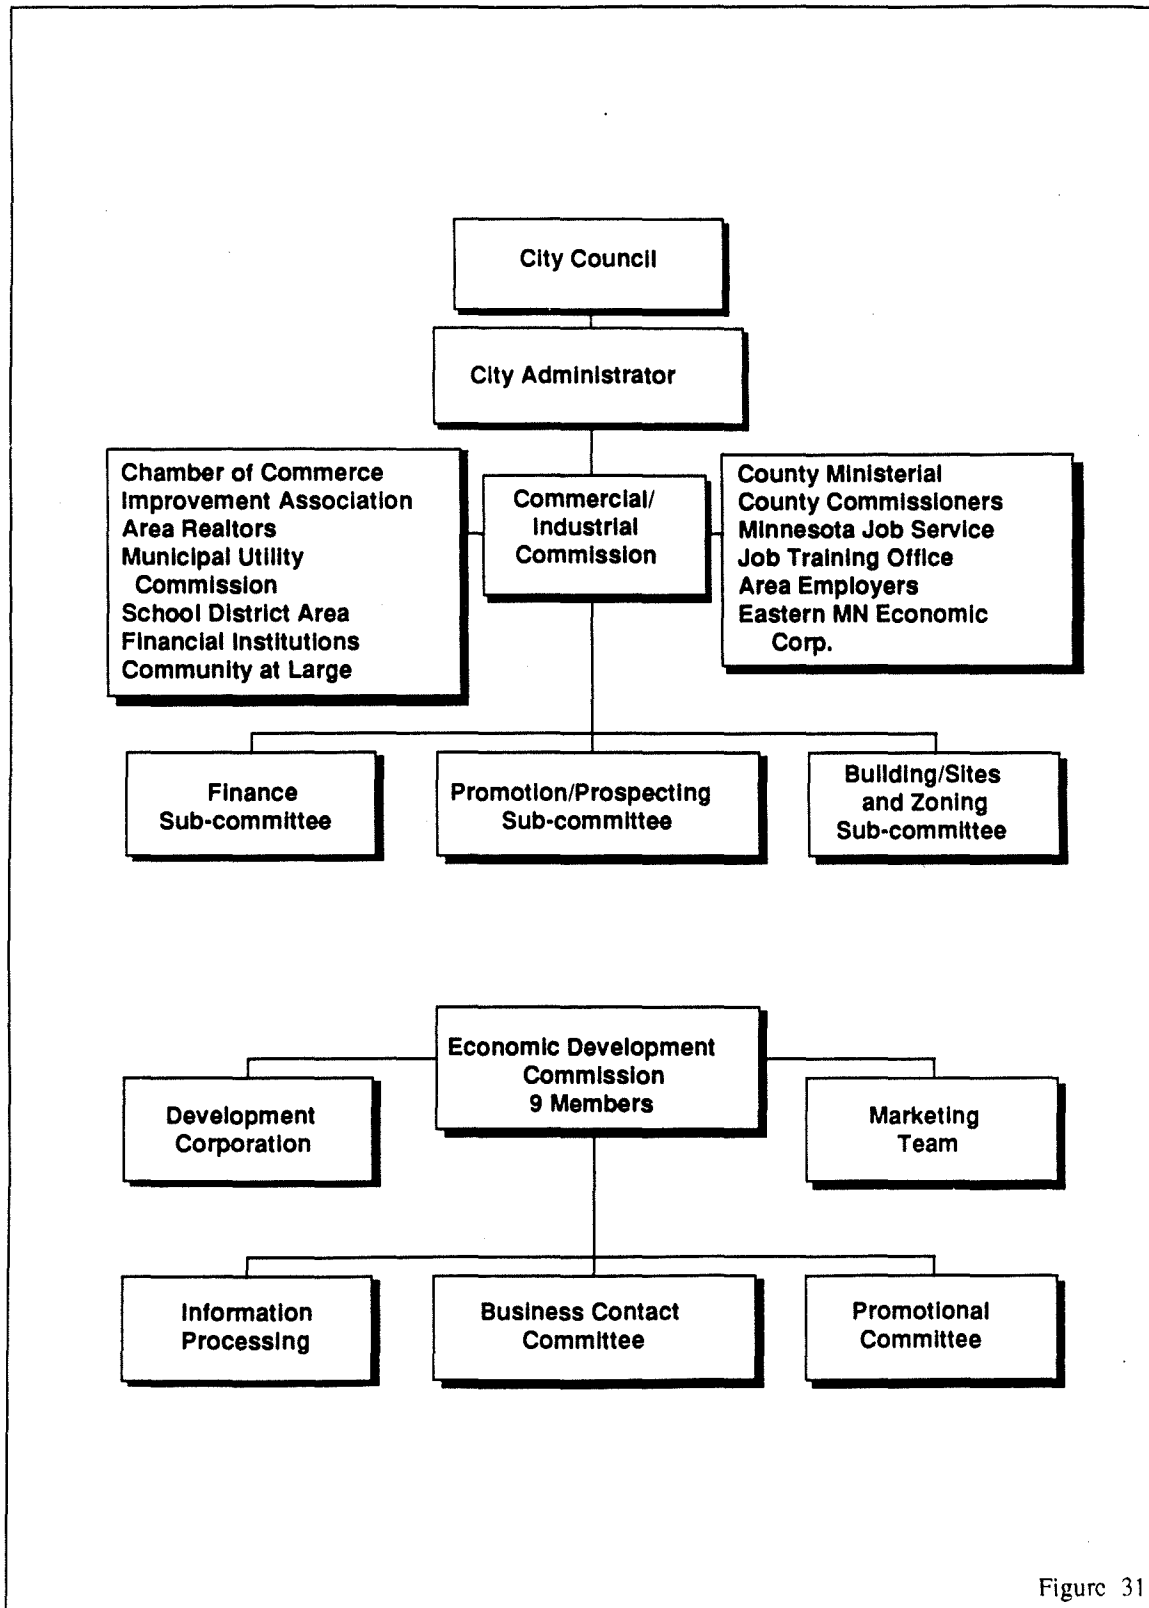 City Council
City Administrator
Chamber of Commerce
Improvement Association
Area Realtors
Municipal Utility
Commission
School District Area
Financial Institutions
Community at Large
Commercial/
Industrial
Commission
County Ministerial
County Commissioners
Minnesota Job Service
Job Training Office
Area Employers
Eastern MN Economic
Corp.
Finance
Sub-committee
Promotion/Prospecting
Sub-committee
Building/Sites
and Zoning
Sub-committee
Economic Development
Commission
9 Members
Development
Corporation
Marketing
Team
Information
Processing
Business Contact
Committee
Promotional
Committee
Figure 31